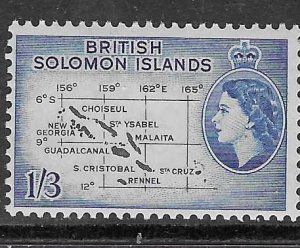 BRITISH
SOLOMON ISLANDS
156° 159° 162°E 165°
6°S
CHOISEUL
NEW GEORGIA
STA YSABEL
MALAITA
9°
GUADALCANAL
S. CRISTOBAL
STA CRUZ
RENNEL
12°
1/3